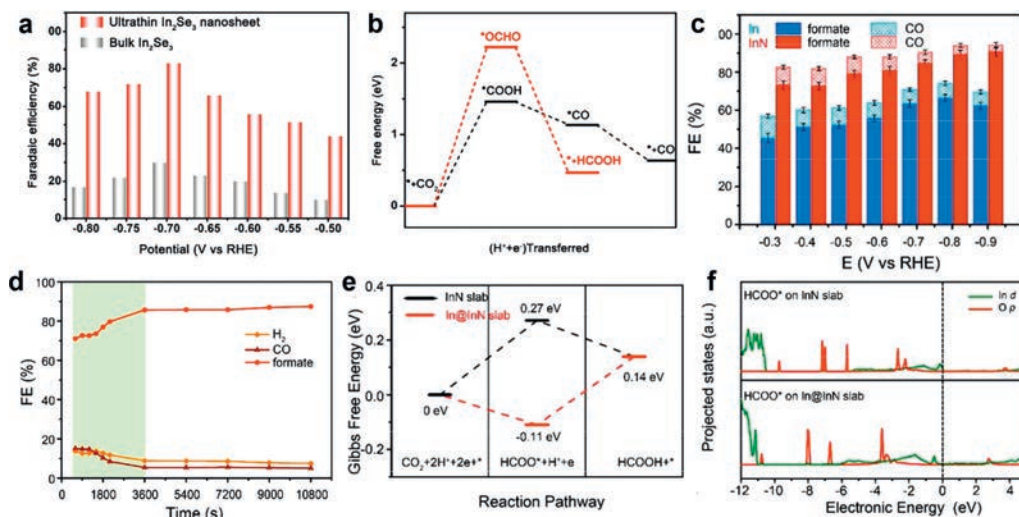 a
Ultrathin In₂Se₃ nanosheet
Bulk In₂Se₃
Faradaic efficiency (%)
00
80
60
40
20
0
-0.80 -0.75 -0.70 -0.65 -0.60 -0.55 -0.50
Potential (V vs RHE)
b
Free energy (eV)
2
1
0
*OCHO
*COOH
*CO
*+CO
*+HCOOH
*+CO₂
(H⁺+e⁻)Transferred
c
In formate CO
InN formate CO
FE (%)
00
80
60
40
20
0
-0.3 -0.4 -0.5 -0.6 -0.7 -0.8 -0.9
E (V vs RHE)
d
FE (%)
100
80
60
40
20
0
H₂
CO
formate
0 1800 3600 5400 7200 9000 10800
Time (s)
e
InN slab
In@InN slab
Gibbs Free Energy (eV)
0.4
0.2
0.0
-0.2
0.27 eV
0 eV
-0.11 eV
0.14 eV
CO₂+2H⁺+2e+*
HCOO*+H⁺+e
HCOOH+*
Reaction Pathway
f
HCOO* on InN slab
In d
O p
HCOO* on In@InN slab
Projected states (a.u.)
-12 -10 -8 -6 -4 -2 0 2 4
Electronic Energy (eV)